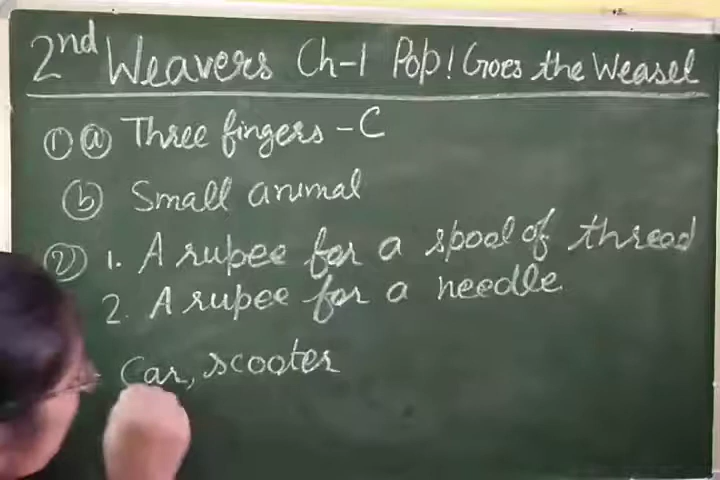 2nd Weavers Ch-1 Pop! Goes the Weasel
① ⓐ Three fingers - C
ⓑ Small animal
② 1. A rupee for a spool of thread
2. A rupee for a needle
Car, scooter